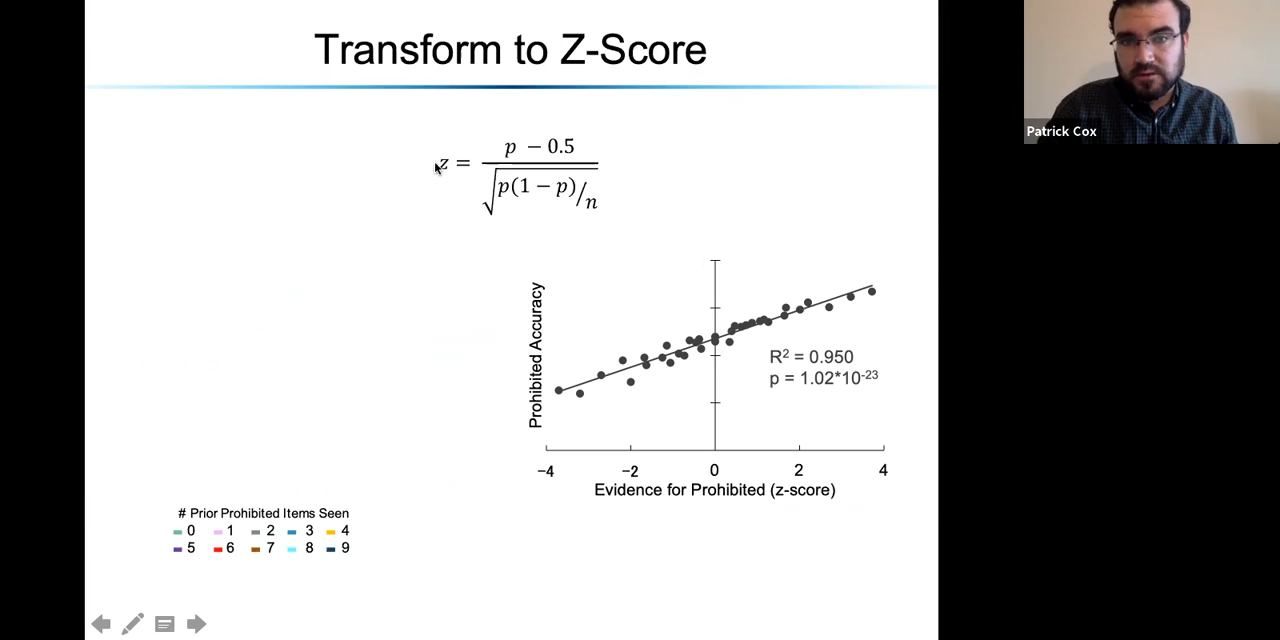 Transform to Z-Score
Patrick Cox
z = p − 0.5
√p(1 − p)/n
Prohibited Accuracy
R² = 0.950
p = 1.02*10⁻²³
−4 −2 0 2 4
Evidence for Prohibited (z-score)
# Prior Prohibited Items Seen
0 1 2 3 4
5 6 7 8 9